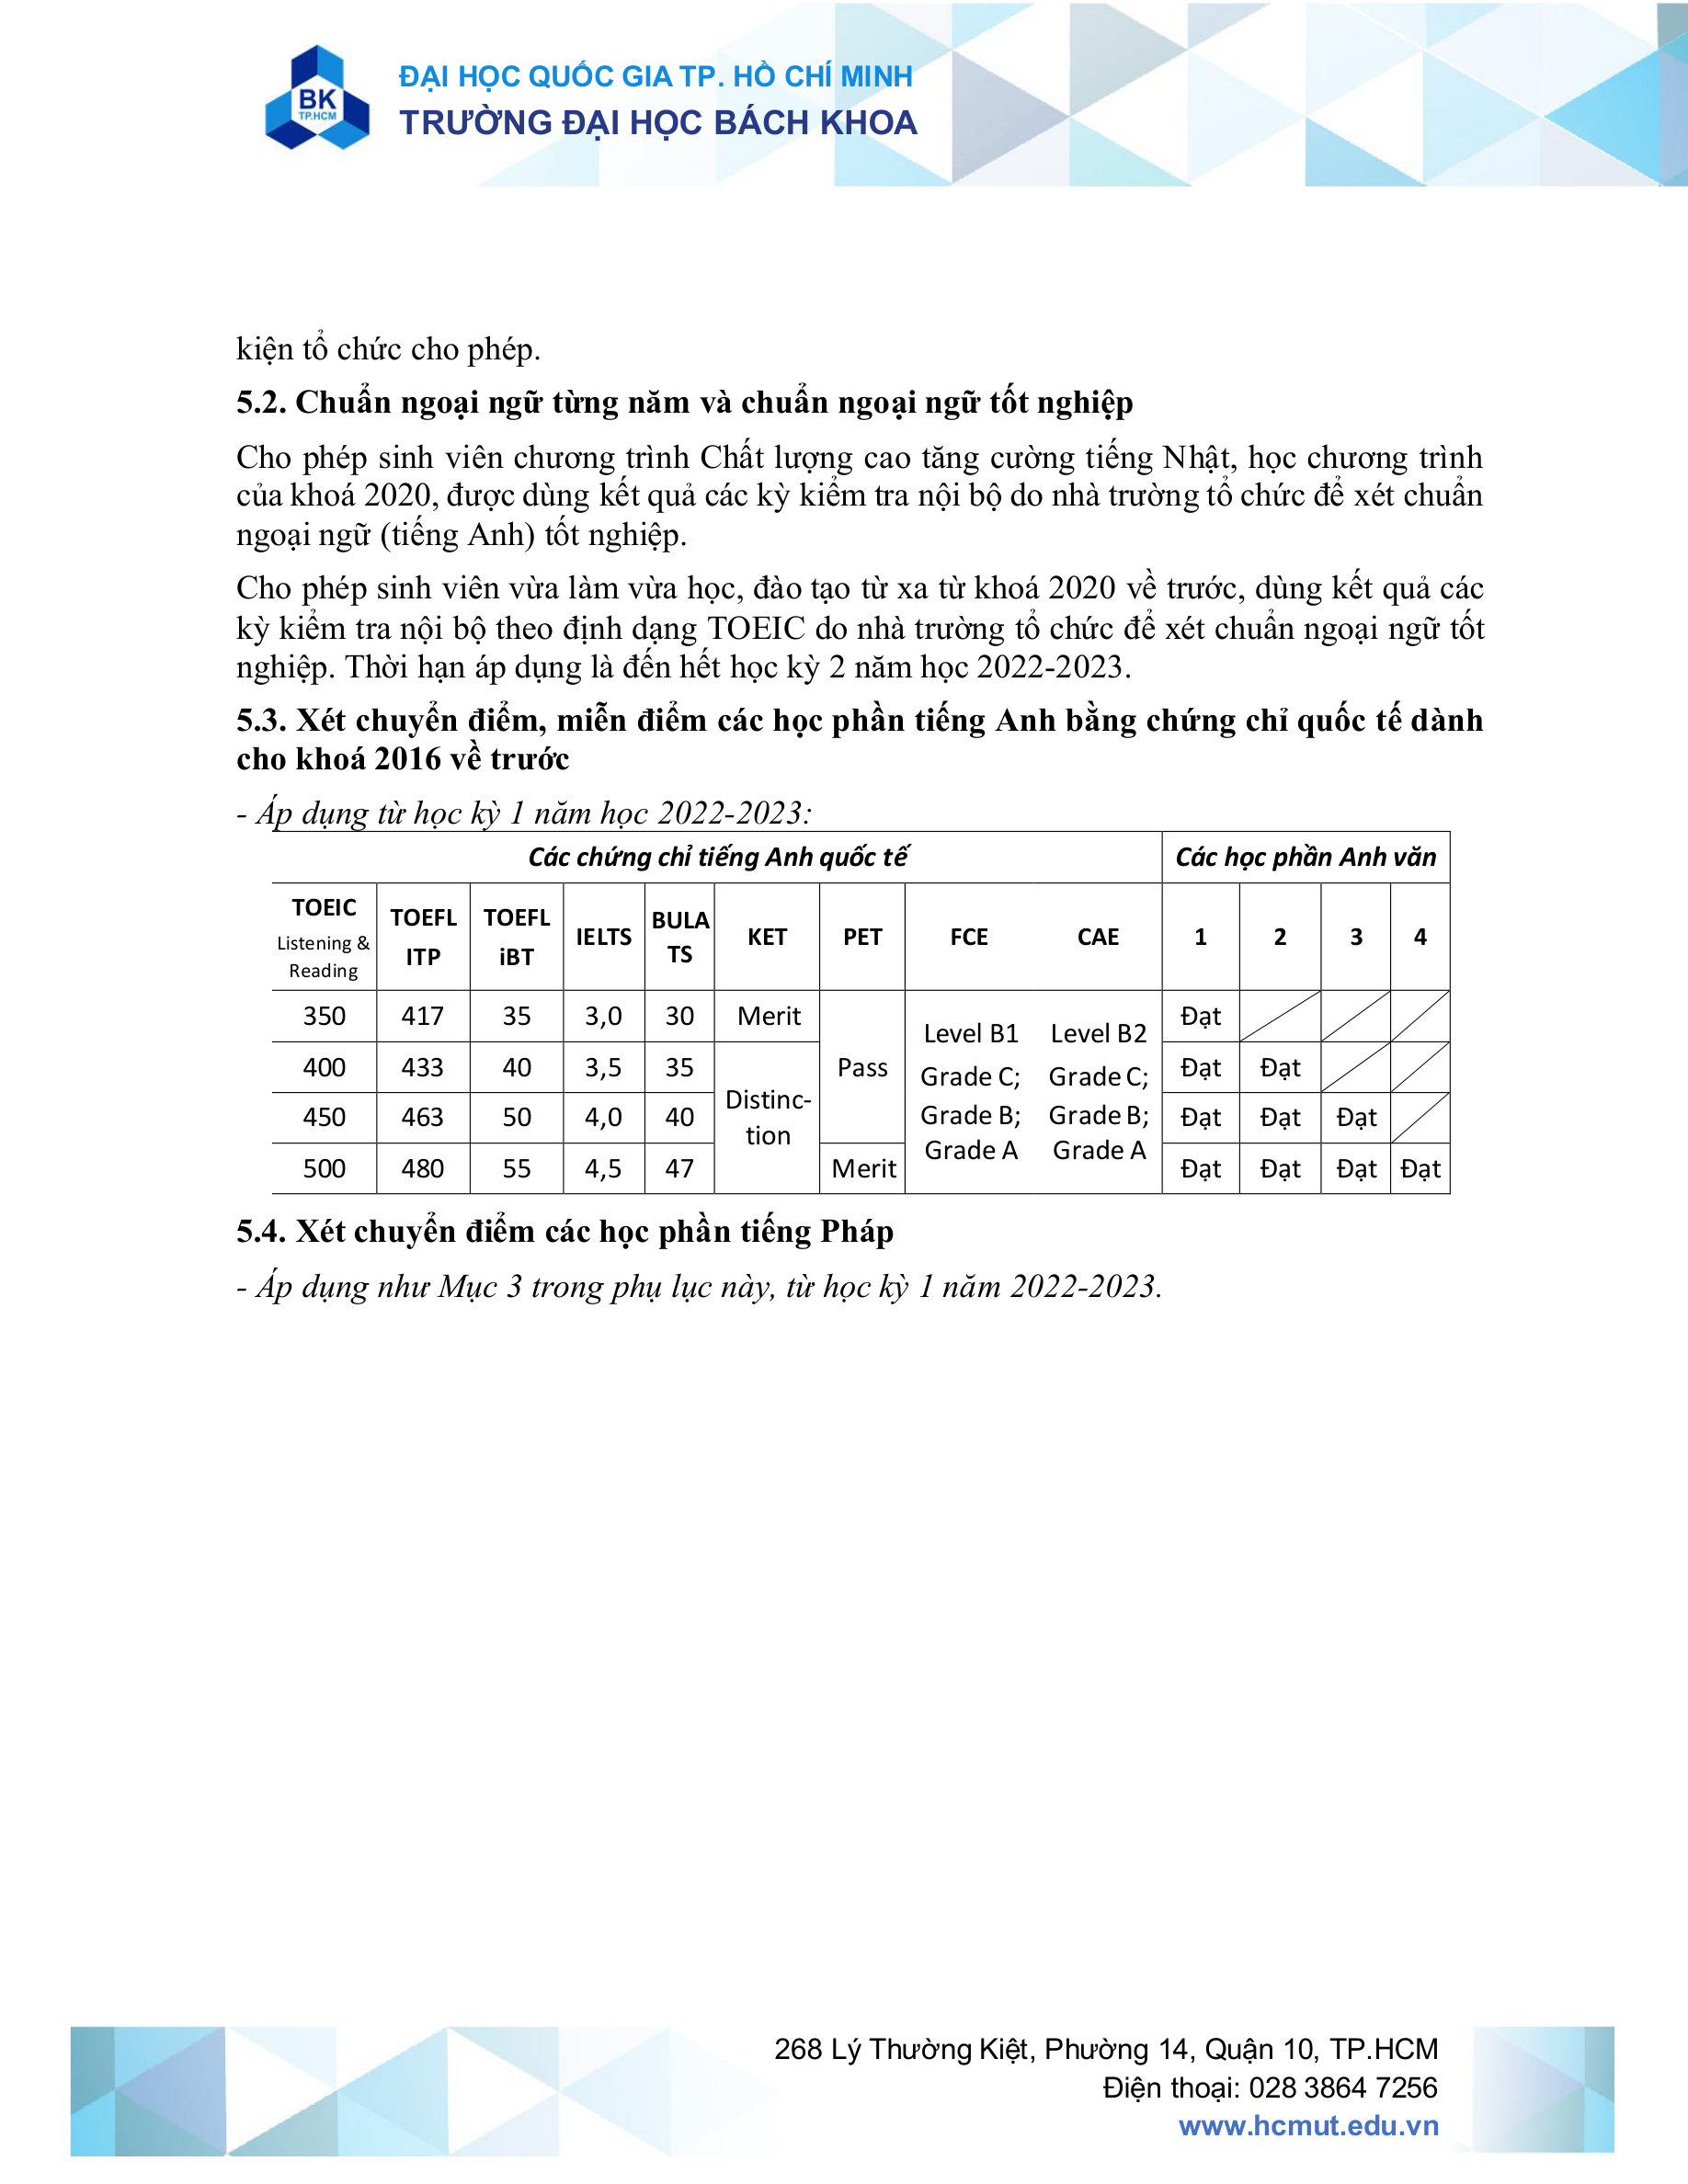 BK
TP.HCM
ĐẠI HỌC QUỐC GIA TP. HỒ CHÍ MINH
TRƯỜNG ĐẠI HỌC BÁCH KHOA
kiện tổ chức cho phép.
5.2. Chuẩn ngoại ngữ từng năm và chuẩn ngoại ngữ tốt nghiệp
Cho phép sinh viên chương trình Chất lượng cao tăng cường tiếng Nhật, học chương trình
của khoá 2020, được dùng kết quả các kỳ kiểm tra nội bộ do nhà trường tổ chức để xét chuẩn
ngoại ngữ (tiếng Anh) tốt nghiệp.
Cho phép sinh viên vừa làm vừa học, đào tạo từ xa từ khoá 2020 về trước, dùng kết quả các
kỳ kiểm tra nội bộ theo định dạng TOEIC do nhà trường tổ chức để xét chuẩn ngoại ngữ tốt
nghiệp. Thời hạn áp dụng là đến hết học kỳ 2 năm học 2022-2023.
5.3. Xét chuyển điểm, miễn điểm các học phần tiếng Anh bằng chứng chỉ quốc tế dành
cho khoá 2016 về trước
- Áp dụng từ học kỳ 1 năm học 2022-2023:
Các chứng chỉ tiếng Anh quốc tế Các học phần Anh văn
TOEIC Listening & Reading TOEFL ITP TOEFL iBT IELTS BULA TS KET PET FCE CAE 1 2 3 4
350 417 35 3,0 30 Merit Pass Level B1 Grade C; Grade B; Grade A Level B2 Grade C; Grade B; Grade A Đạt
400 433 40 3,5 35 Distinc-tion Đạt Đạt
450 463 50 4,0 40 Đạt Đạt Đạt
500 480 55 4,5 47 Merit Đạt Đạt Đạt Đạt
5.4. Xét chuyển điểm các học phần tiếng Pháp
- Áp dụng như Mục 3 trong phụ lục này, từ học kỳ 1 năm 2022-2023.
268 Lý Thường Kiệt, Phường 14, Quận 10, TP.HCM
Điện thoại: 028 3864 7256
www.hcmut.edu.vn